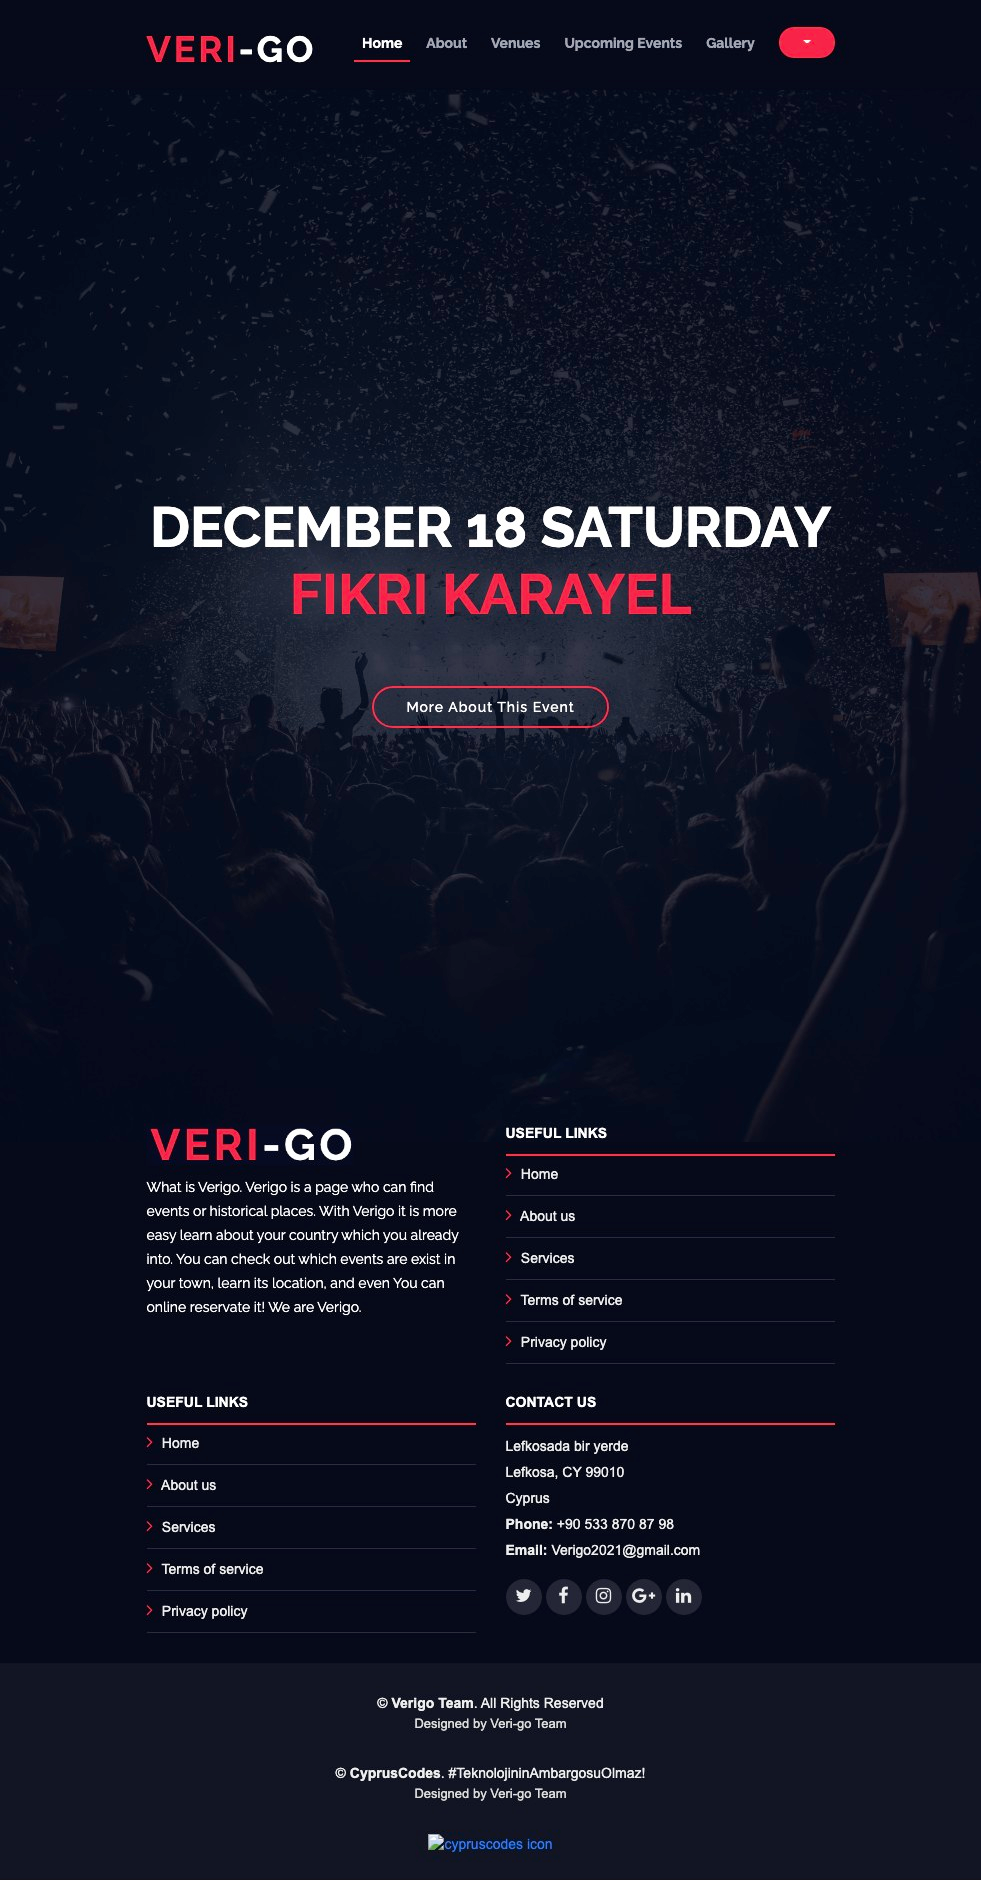 VERI-GO
Home About Venues Upcoming Events Gallery
DECEMBER 18 SATURDAY
FIKRI KARAYEL
More About This Event
VERI-GO
What is Verigo. Verigo is a page who can find
events or historical places. With Verigo it is more
easy learn about your country which you already
into. You can check out which events are exist in
your town, learn its location, and even You can
online reservate it! We are Verigo.
USEFUL LINKS
Home
About us
Services
Terms of service
Privacy policy
USEFUL LINKS
Home
About us
Services
Terms of service
Privacy policy
CONTACT US
Lefkosada bir yerde
Lefkosa, CY 99010
Cyprus
Phone: +90 533 870 87 98
Email: Verigo2021@gmail.com
© Verigo Team. All Rights Reserved
Designed by Veri-go Team
© CyprusCodes. #TeknolojininAmbargosuOlmaz!
Designed by Veri-go Team
cypruscodes icon